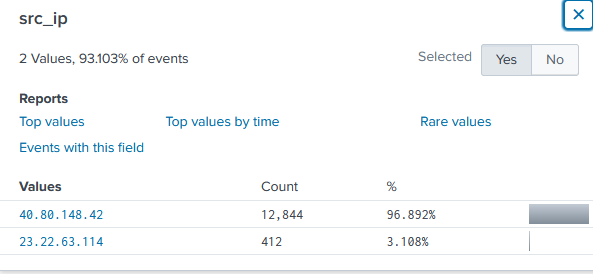 src_ip
2 Values, 93.103% of events
Selected Yes No
Reports
Top values Top values by time Rare values
Events with this field
Values Count %
40.80.148.42 12,844 96.892%
23.22.63.114 412 3.108%